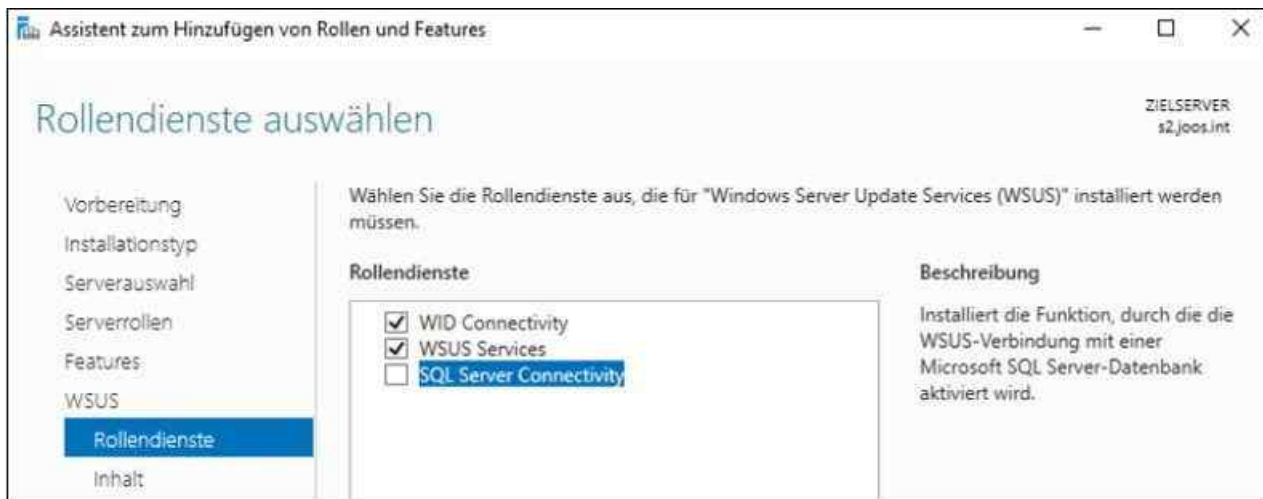 Assistent zum Hinzufügen von Rollen und Features
Rollendienste auswählen
ZIELSERVER
s2.joos.int
Vorbereitung
Installationstyp
Serverauswahl
Serverrollen
Features
WSUS
Rollendienste
Inhalt
Wählen Sie die Rollendienste aus, die für "Windows Server Update Services (WSUS)" installiert werden
müssen.
Rollendienste
WID Connectivity
WSUS Services
SQL Server Connectivity
Beschreibung
Installiert die Funktion, durch die die
WSUS-Verbindung mit einer
Microsoft SQL Server-Datenbank
aktiviert wird.